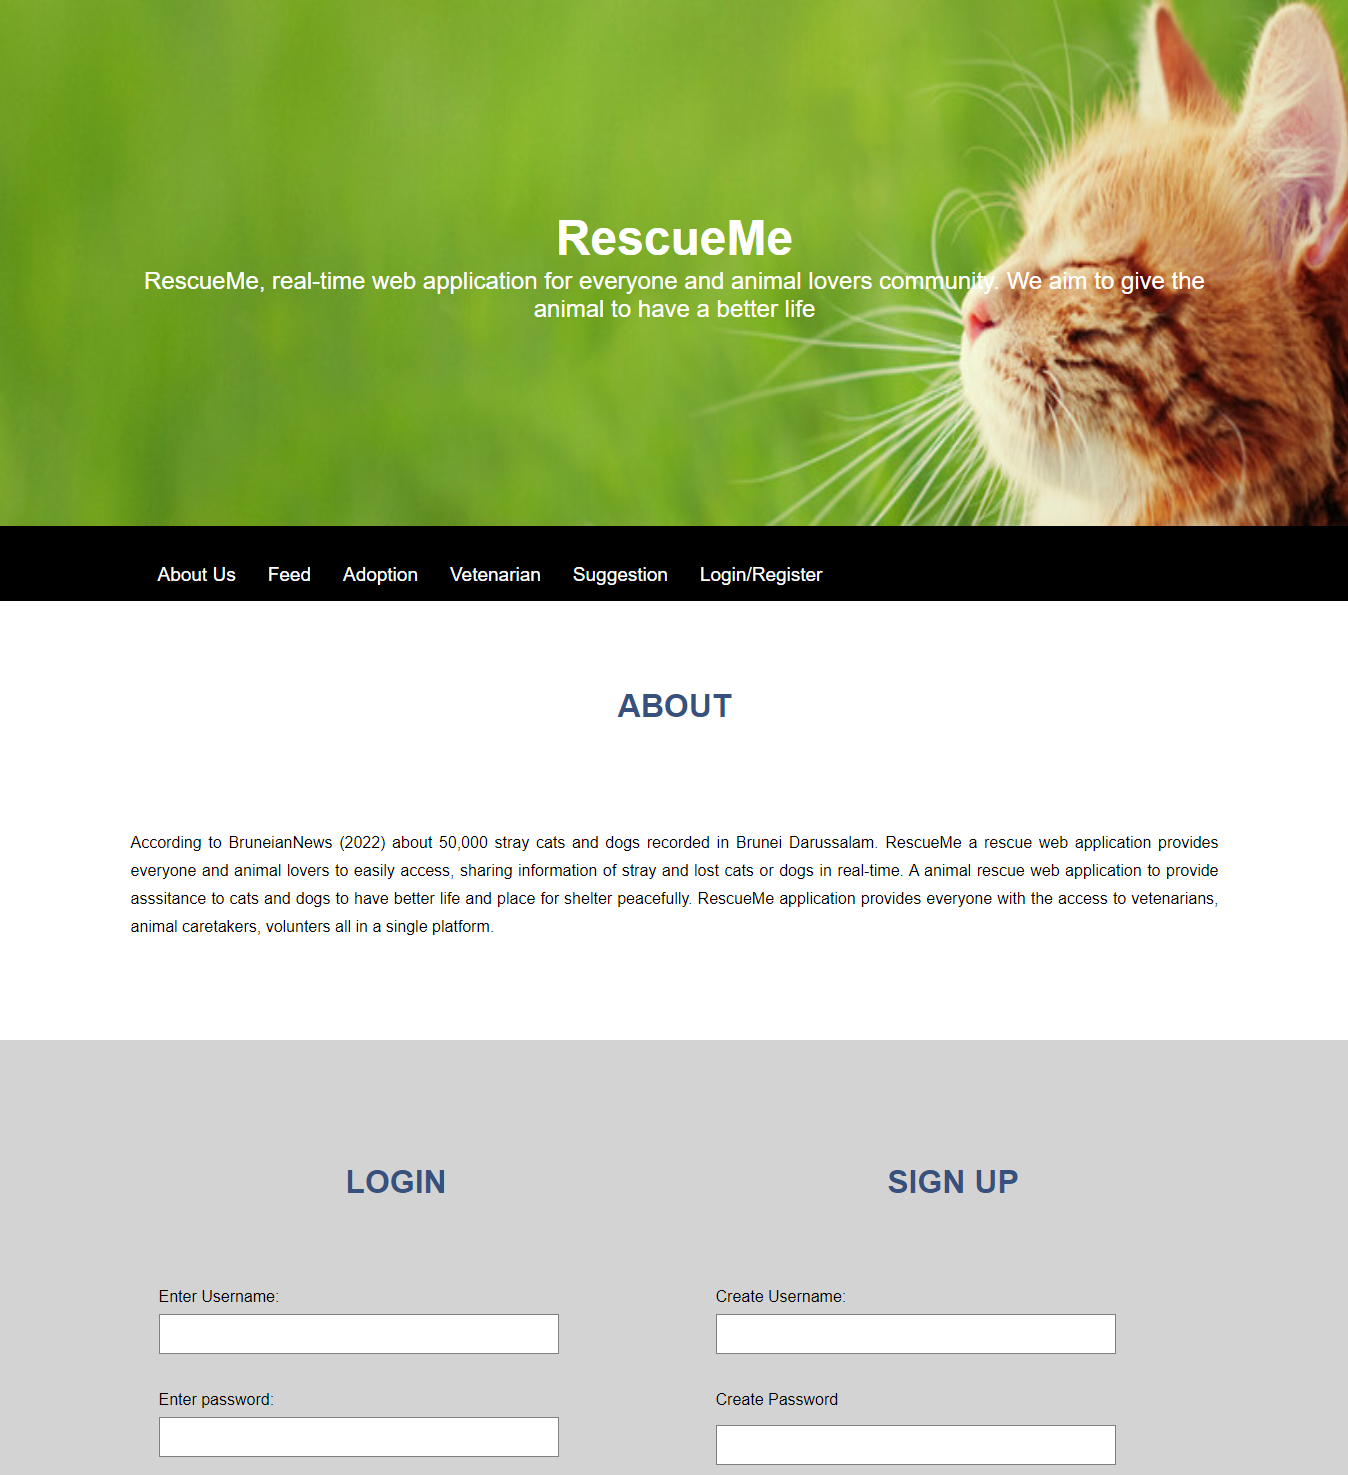 RescueMe
RescueMe, real-time web application for everyone and animal lovers community. We aim to give the
animal to have a better life
About Us
Feed
Adoption
Vetenarian
Suggestion
Login/Register
ABOUT
According to BruneianNews (2022) about 50,000 stray cats and dogs recorded in Brunei Darussalam. RescueMe a rescue web application provides
everyone and animal lovers to easily access, sharing information of stray and lost cats or dogs in real-time. A animal rescue web application to provide
asssitance to cats and dogs to have better life and place for shelter peacefully. RescueMe application provides everyone with the access to vetenarians,
animal caretakers, volunters all in a single platform.
LOGIN
Enter Username:
Enter password:
SIGN UP
Create Username:
Create Password